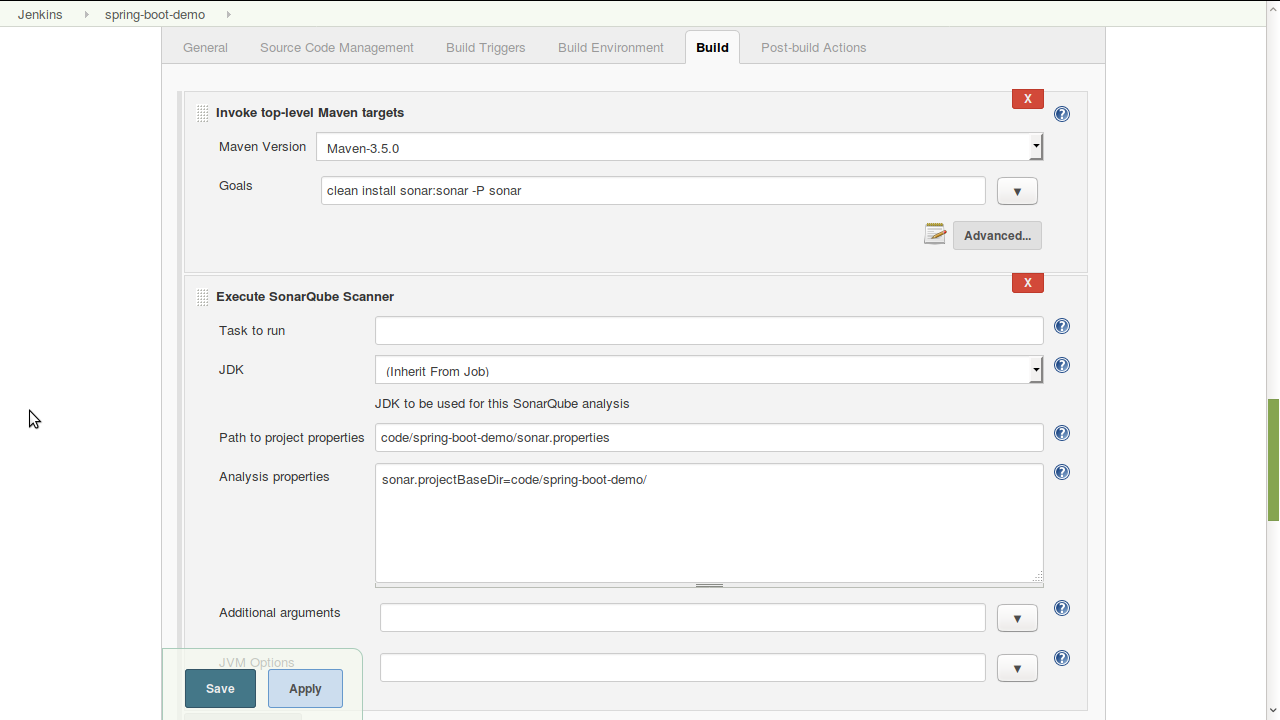 Jenkins spring-boot-demo
General Source Code Management Build Triggers Build Environment Build Post-build Actions
X
Invoke top-level Maven targets
Maven Version Maven-3.5.0
Goals clean install sonar:sonar -P sonar
Advanced...
X
Execute SonarQube Scanner
Task to run
JDK (Inherit From Job)
JDK to be used for this SonarQube analysis
Path to project properties code/spring-boot-demo/sonar.properties
Analysis properties sonar.projectBaseDir=code/spring-boot-demo/
Additional arguments
JVM Options
Save Apply